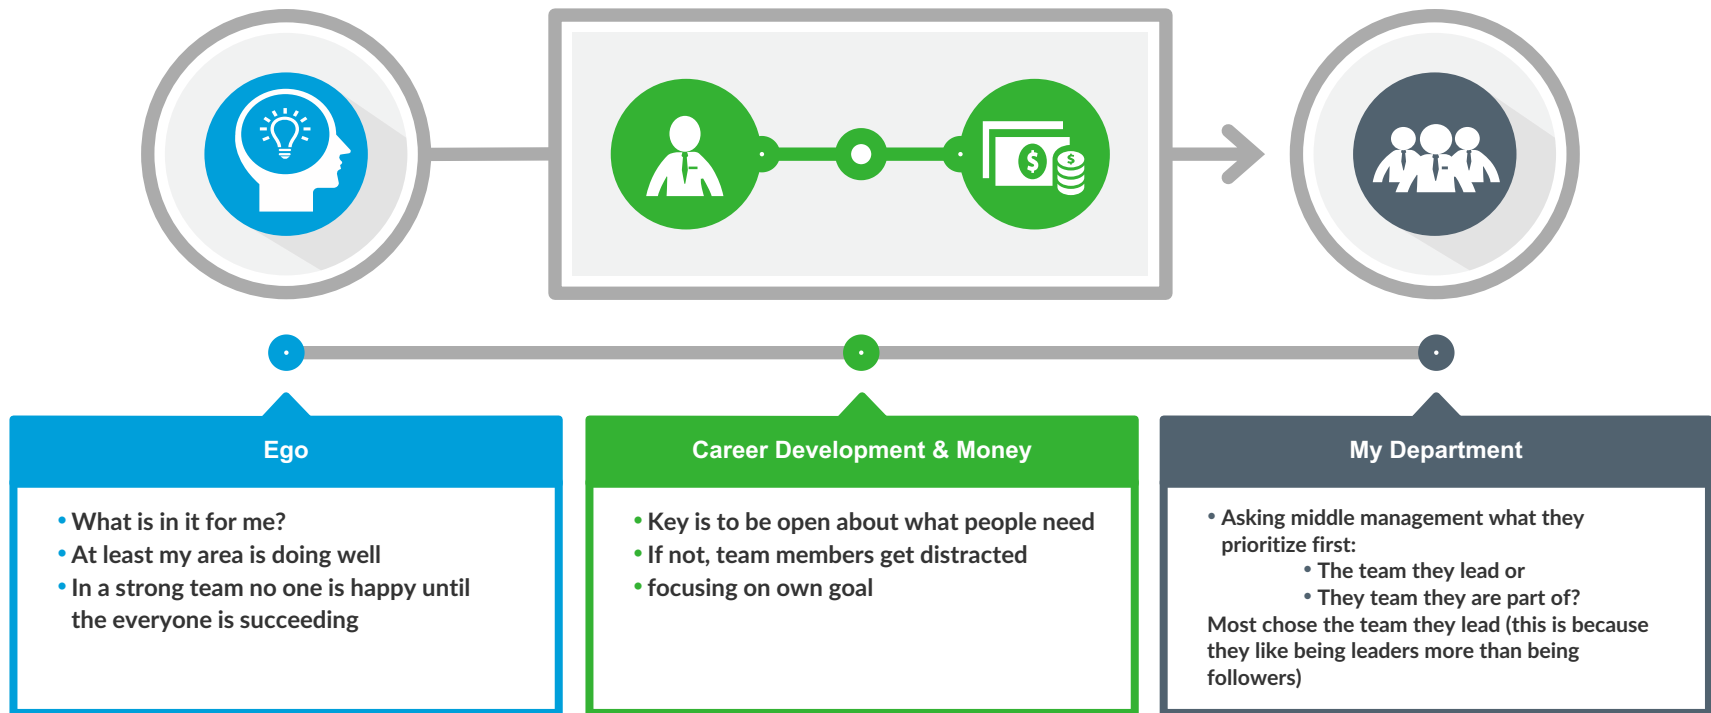 Ego
• What is in it for me?
• At least my area is doing well
• In a strong team no one is happy until
the everyone is succeeding
Career Development & Money
• Key is to be open about what people need
• If not, team members get distracted
• focusing on own goal
My Department
• Asking middle management what they
prioritize first:
• The team they lead or
• They team they are part of?
Most chose the team they lead (this is because
they like being leaders more than being
followers)